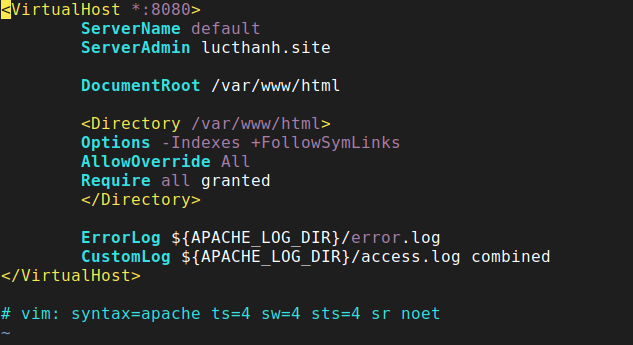 <VirtualHost *:8080>
ServerName default
ServerAdmin lucthanh.site
DocumentRoot /var/www/html
<Directory /var/www/html>
Options -Indexes +FollowSymLinks
AllowOverride All
Require all granted
</Directory>
ErrorLog ${APACHE_LOG_DIR}/error.log
CustomLog ${APACHE_LOG_DIR}/access.log combined
</VirtualHost>
# vim: syntax=apache ts=4 sw=4 sts=4 sr noet
~